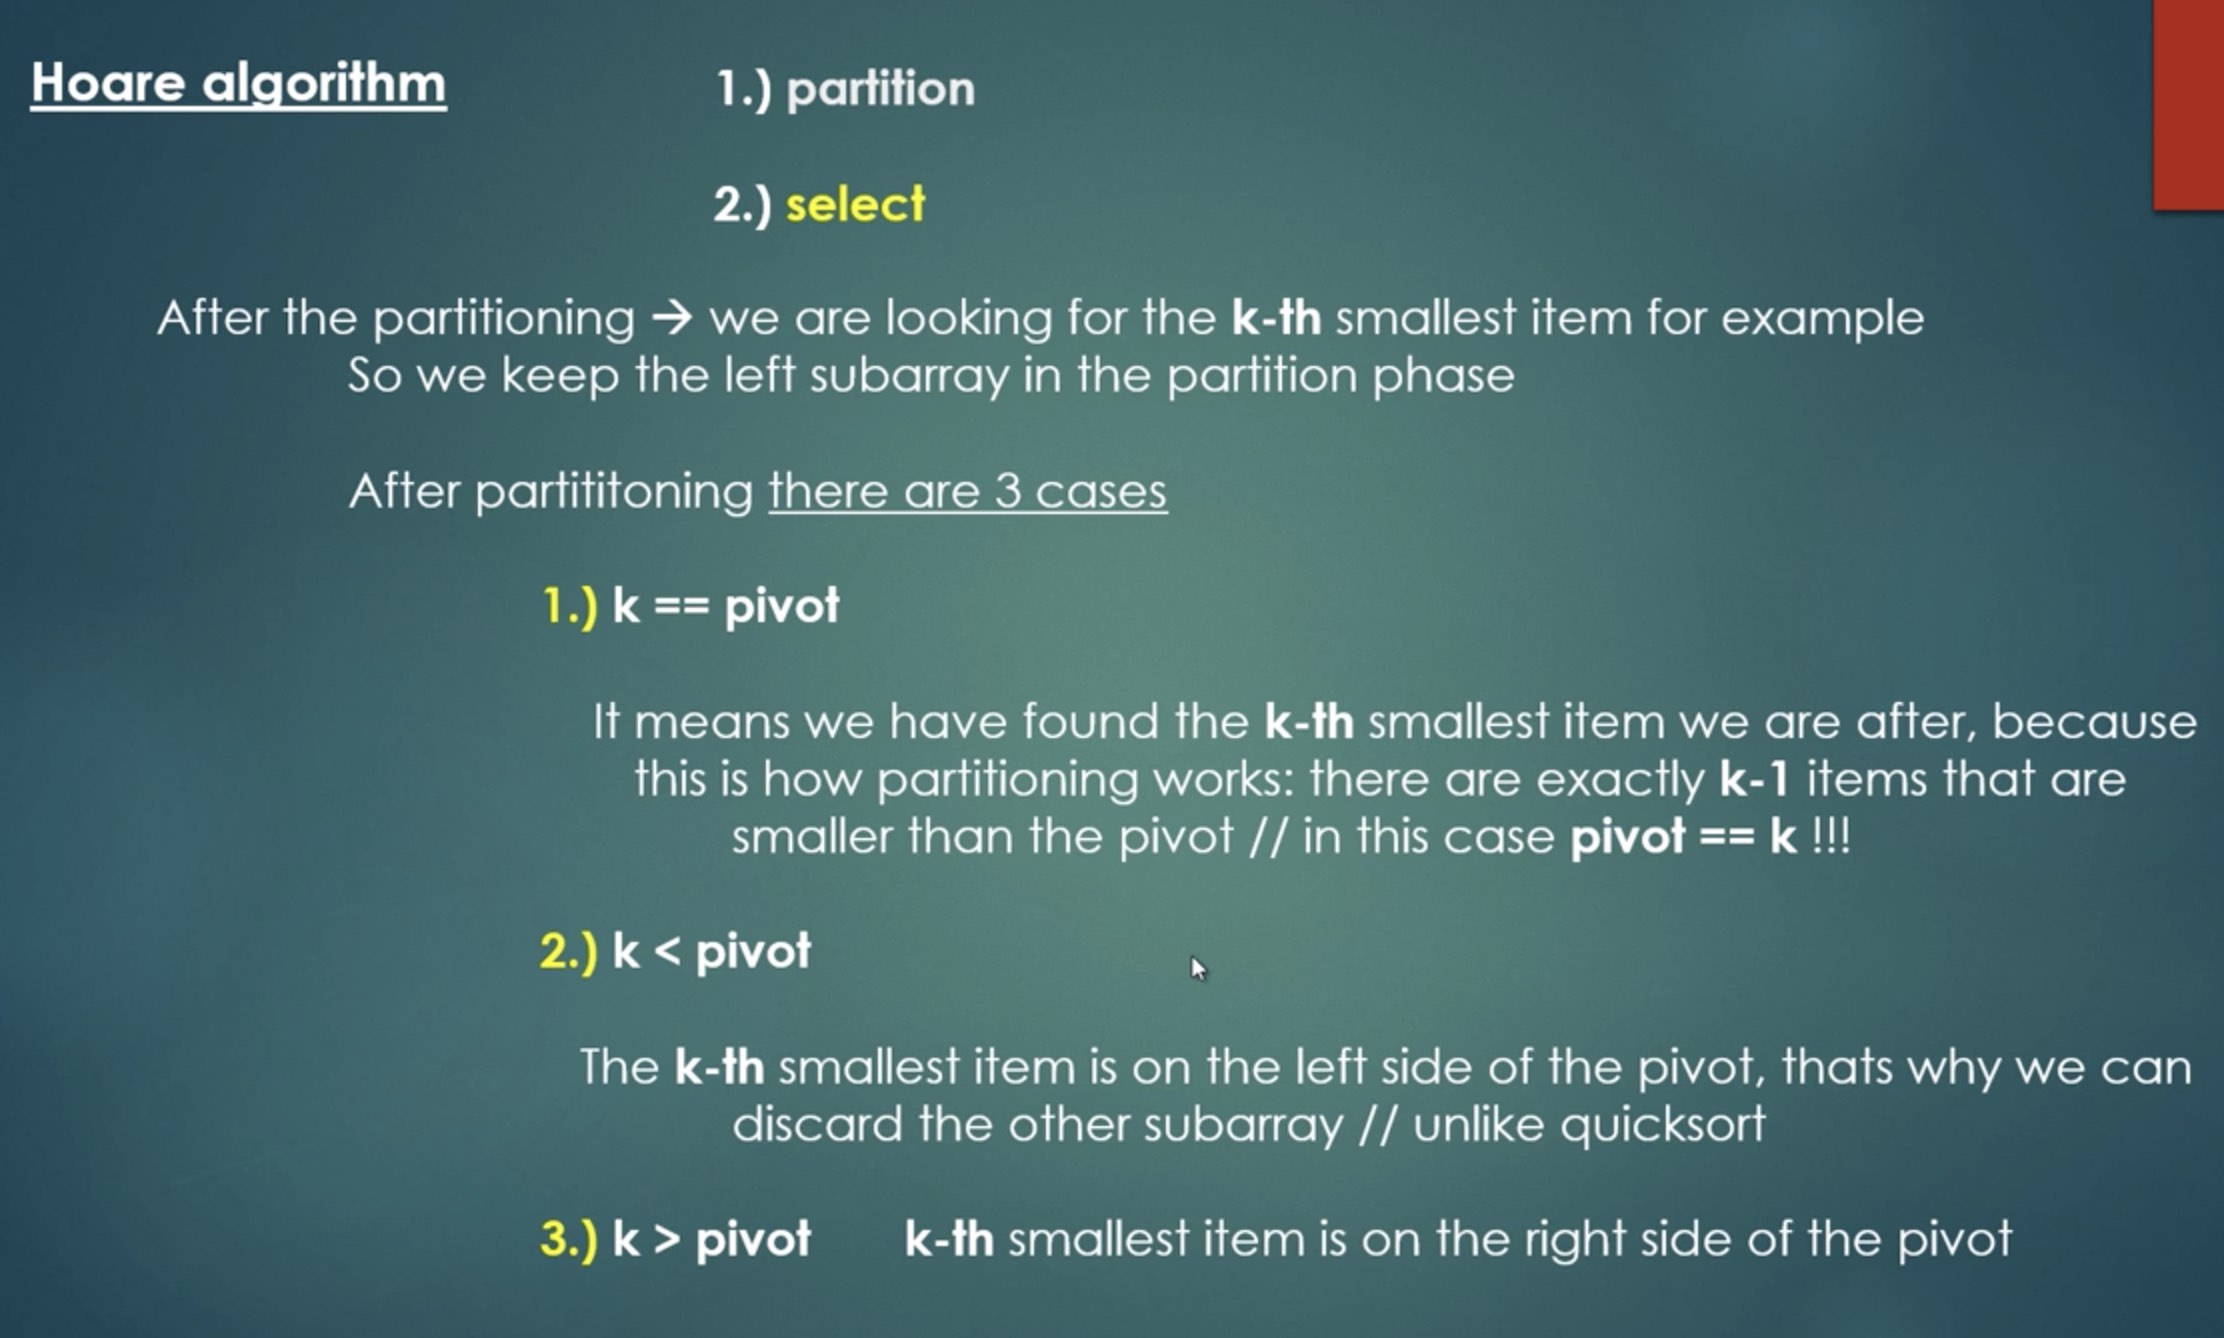 Hoare algorithm
1.) partition
2.) select
After the partitioning → we are looking for the k-th smallest item for example
So we keep the left subarray in the partition phase
After partititoning there are 3 cases
1.) k == pivot
It means we have found the k-th smallest item we are after, because
this is how partitioning works: there are exactly k-1 items that are
smaller than the pivot // in this case pivot == k !!!
2.) k < pivot
The k-th smallest item is on the left side of the pivot, thats why we can
discard the other subarray // unlike quicksort
3.) k > pivot k-th smallest item is on the right side of the pivot